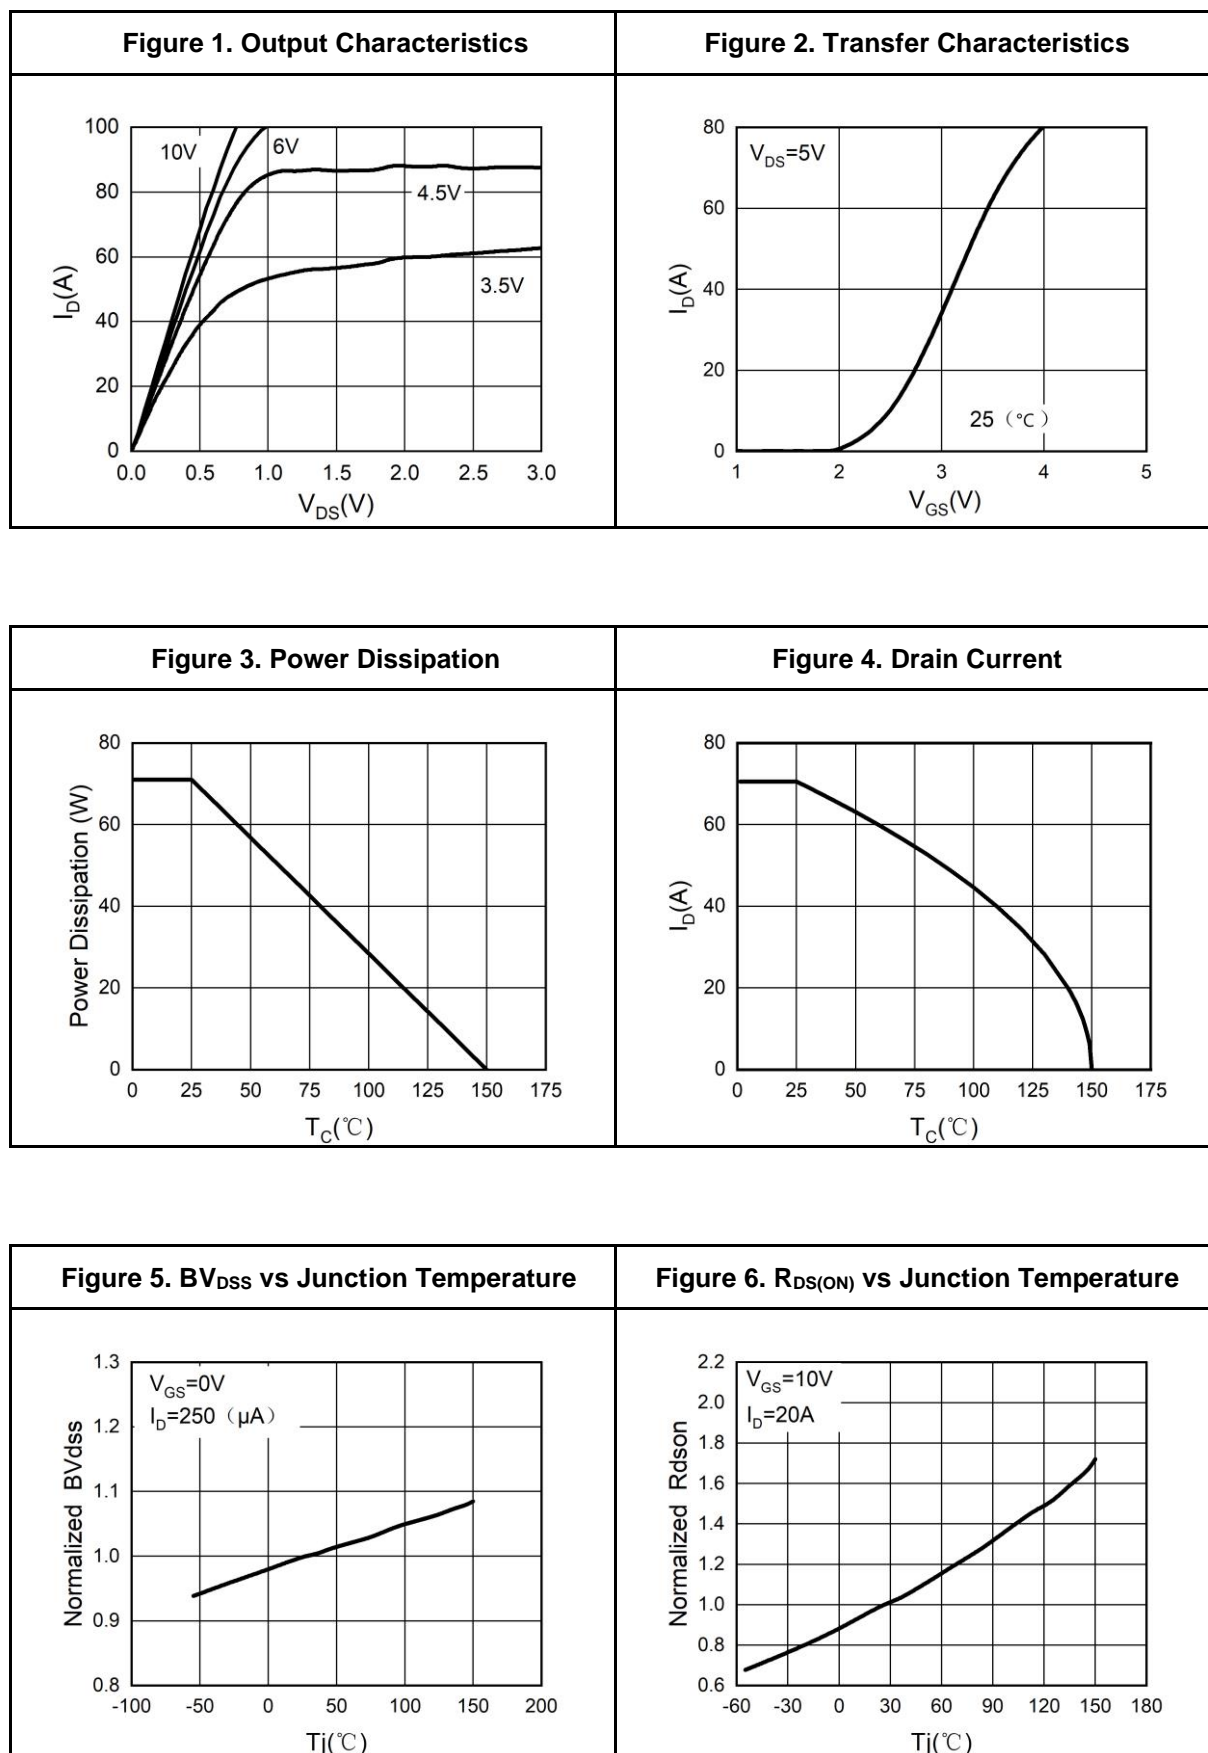 Figure 1. Output Characteristics
Figure 2. Transfer Characteristics
100
80
60
40
20
0
I_D(A)
10V
6V
4.5V
3.5V
0.0 0.5 1.0 1.5 2.0 2.5 3.0
V_DS(V)
80
60
40
20
0
I_D(A)
V_DS=5V
25（℃）
1 2 3 4 5
V_GS(V)
Figure 3. Power Dissipation
Figure 4. Drain Current
80
60
40
20
0
Power Dissipation (W)
0 25 50 75 100 125 150 175
T_C(℃)
80
60
40
20
0
I_D(A)
0 25 50 75 100 125 150 175
T_C(℃)
Figure 5. BV_DSS vs Junction Temperature
Figure 6. R_DS(ON) vs Junction Temperature
1.3
1.2
1.1
1.0
0.9
0.8
Normalized BVdss
V_GS=0V
I_D=250（μA）
-100 -50 0 50 100 150 200
Tj(℃)
2.2
2.0
1.8
1.6
1.4
1.2
1.0
0.8
0.6
Normalized Rdson
V_GS=10V
I_D=20A
-60 -30 0 30 60 90 120 150 180
Tj(℃)